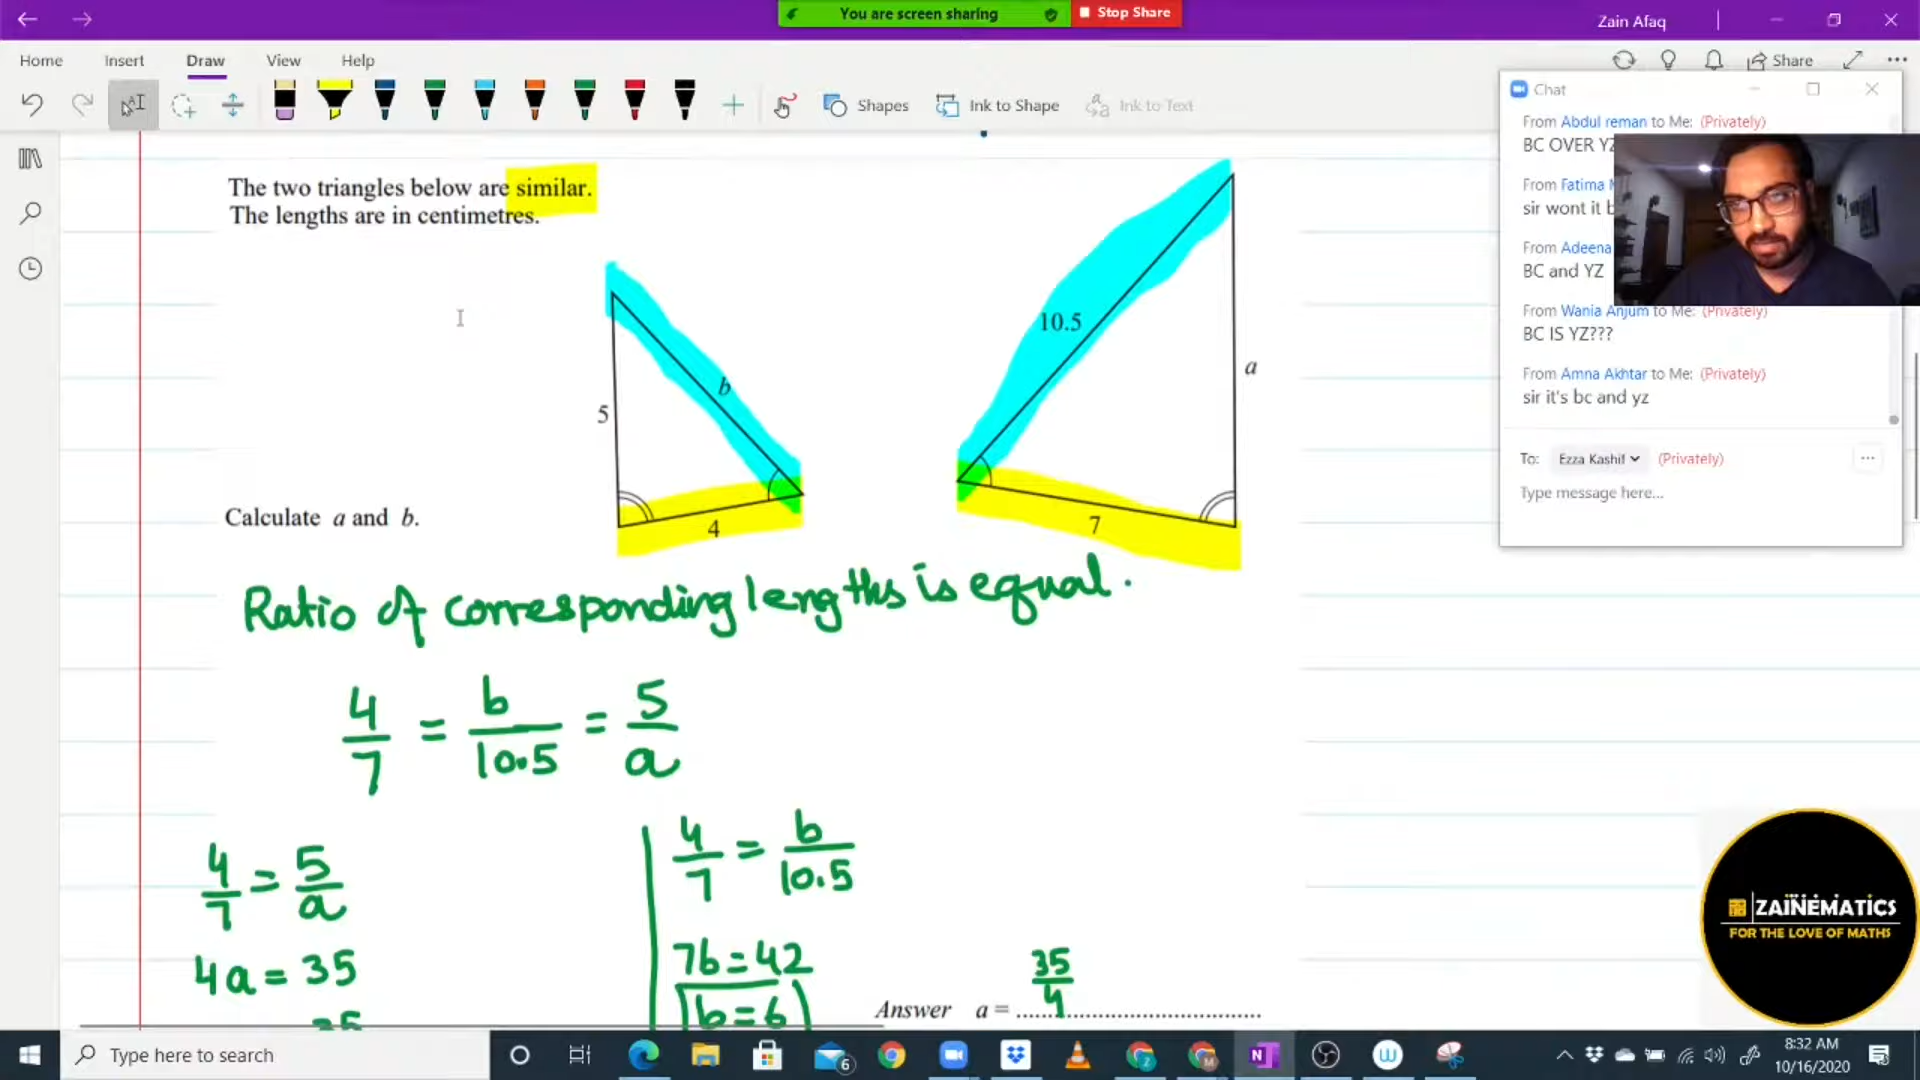 You are screen sharing
Stop Share
Zain Afaq
Home Insert Draw View Help
Share
Shapes
Ink to Shape
Ink to Text
Chat
From Abdul reman to Me: (Privately)
BC OVER YZ
From Fatima
sir wont it b
From Adeena
BC and YZ
From Wania Anjum to Me: (Privately)
BC IS YZ???
From Amna Akhtar to Me: (Privately)
sir it's bc and yz
To: Ezza Kashif (Privately)
Type message here...
The two triangles below are similar.
The lengths are in centimetres.
10.5
b
a
5
4
7
Calculate a and b.
Ratio of corresponding lengths is equal.
4/7 = b/10.5 = 5/a
4/7 = 5/a
4a = 35
35
4/7 = b/10.5
7b = 42
b = 6
35/4
Answer a = ........................................
ZAINEMATICS
FOR THE LOVE OF MATHS
Type here to search
6
8:32 AM
10/16/2020